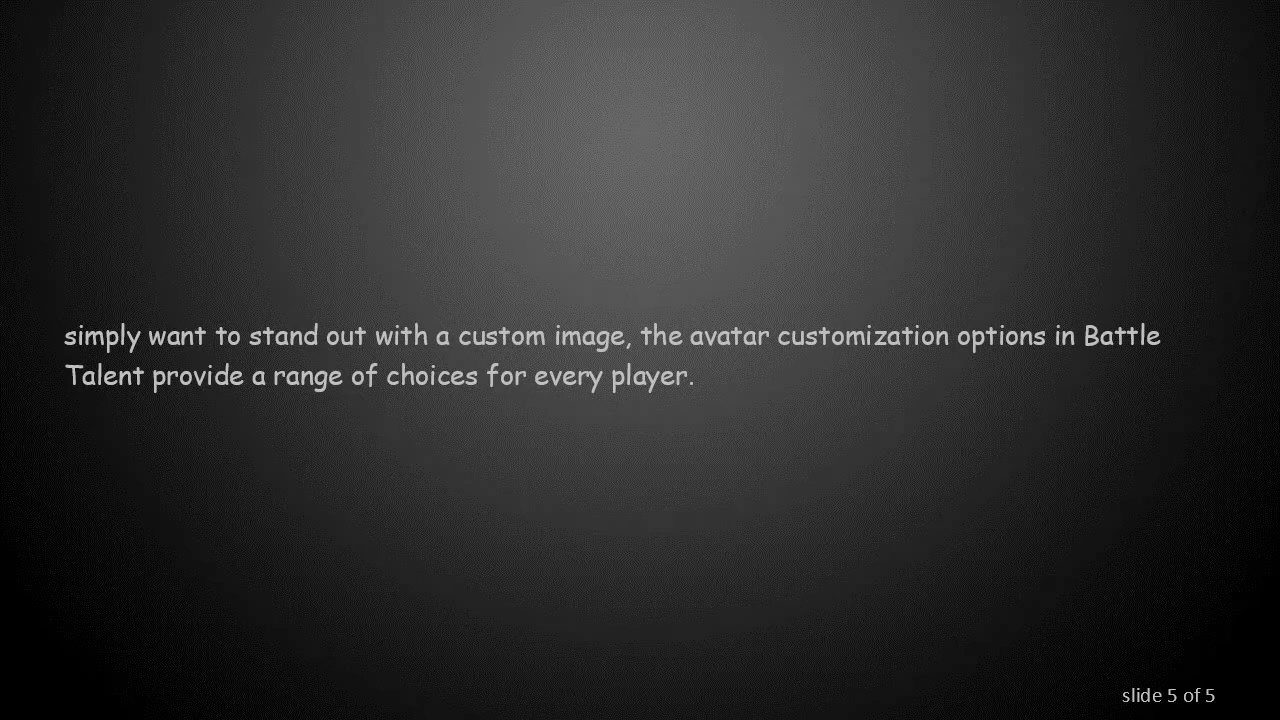 simply want to stand out with a custom image, the avatar customization options in Battle
Talent provide a range of choices for every player.
slide 5 of 5